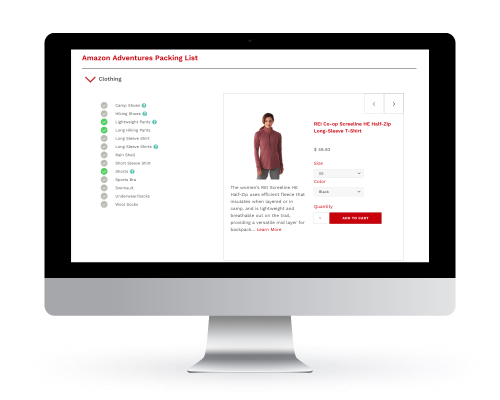 Amazon Adventures Packing List
Clothing
Camp Shoes ?
Hiking Shoes ?
Lightweight Pants ?
Long Hiking Pants
Long Sleeve Shirt
Long Sleeve Shirts ?
Rain Shell
Short Sleeve Shirt
Shorts ?
Sports Bra
Swimsuit
Underwear/Socks
Wool Socks
REI Co-op Screeline HE Half-Zip
Long-Sleeve T-Shirt
Size
XS
Color
Black
Quantity
1
ADD TO CART
The women's REI Screeline HE
Half-Zip uses efficient fleece that
insulates when layered or in
camp, and is lightweight and
breathable out on the trail,
providing a versatile mid layer for
backpack... Learn More